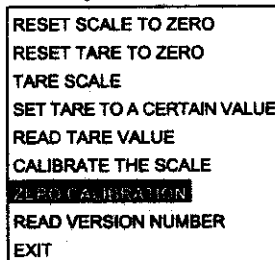 RESET SCALE TO ZERO
RESET TARE TO ZERO
TARE SCALE
SET TARE TO A CERTAIN VALUE
READ TARE VALUE
CALIBRATE THE SCALE
ZERO CALIBRATION
READ VERSION NUMBER
EXIT